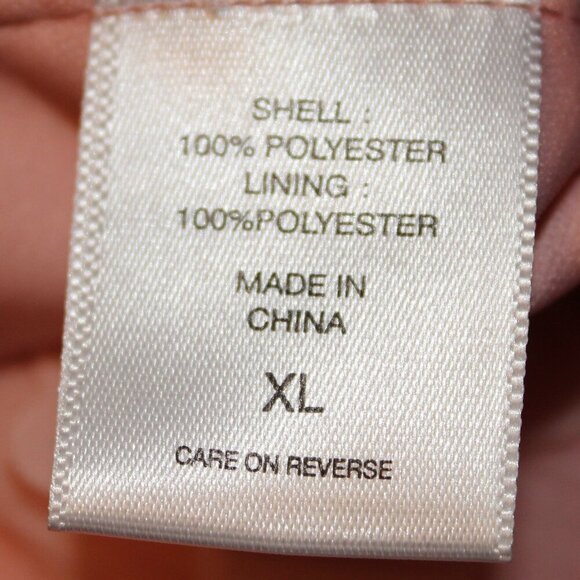 SHELL :
100% POLYESTER
LINING :
100%POLYESTER
MADE IN
CHINA
XL
CARE ON REVERSE